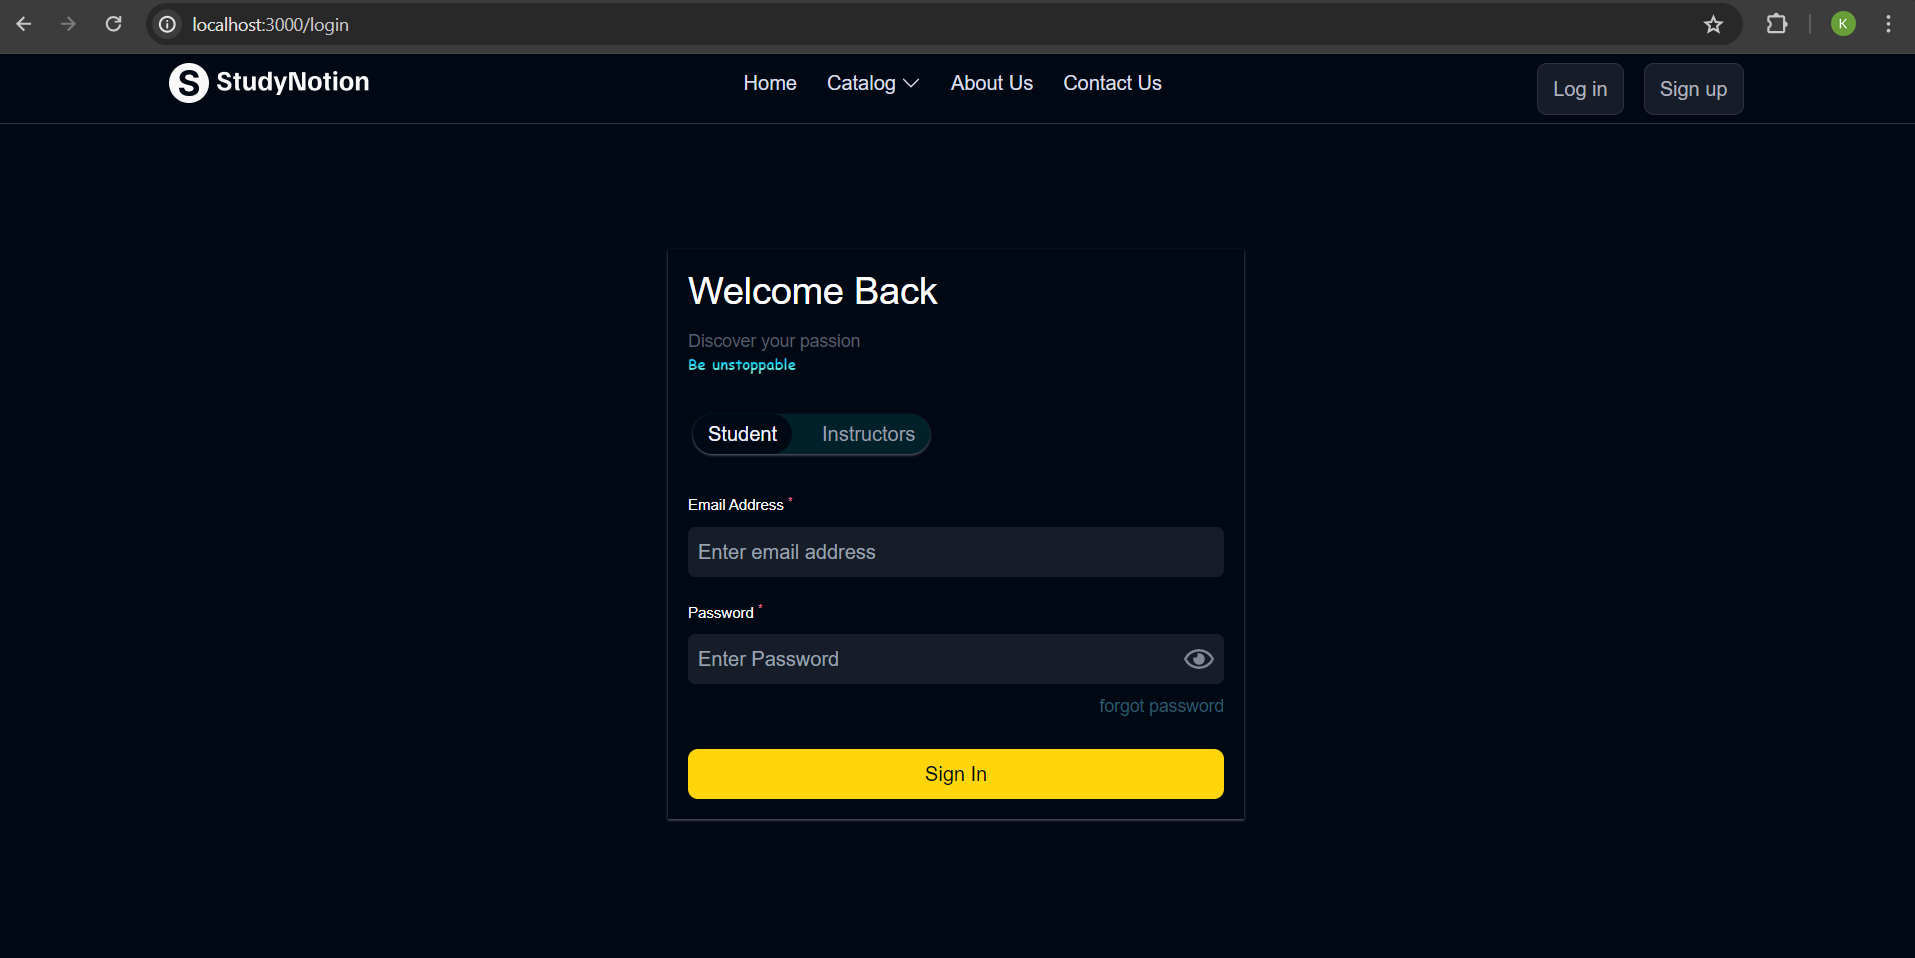 localhost:3000/login
K
S StudyNotion
Home Catalog About Us Contact Us
Log in Sign up
Welcome Back
Discover your passion
Be unstoppable
Student Instructors
Email Address *
Enter email address
Password *
Enter Password
forgot password
Sign In